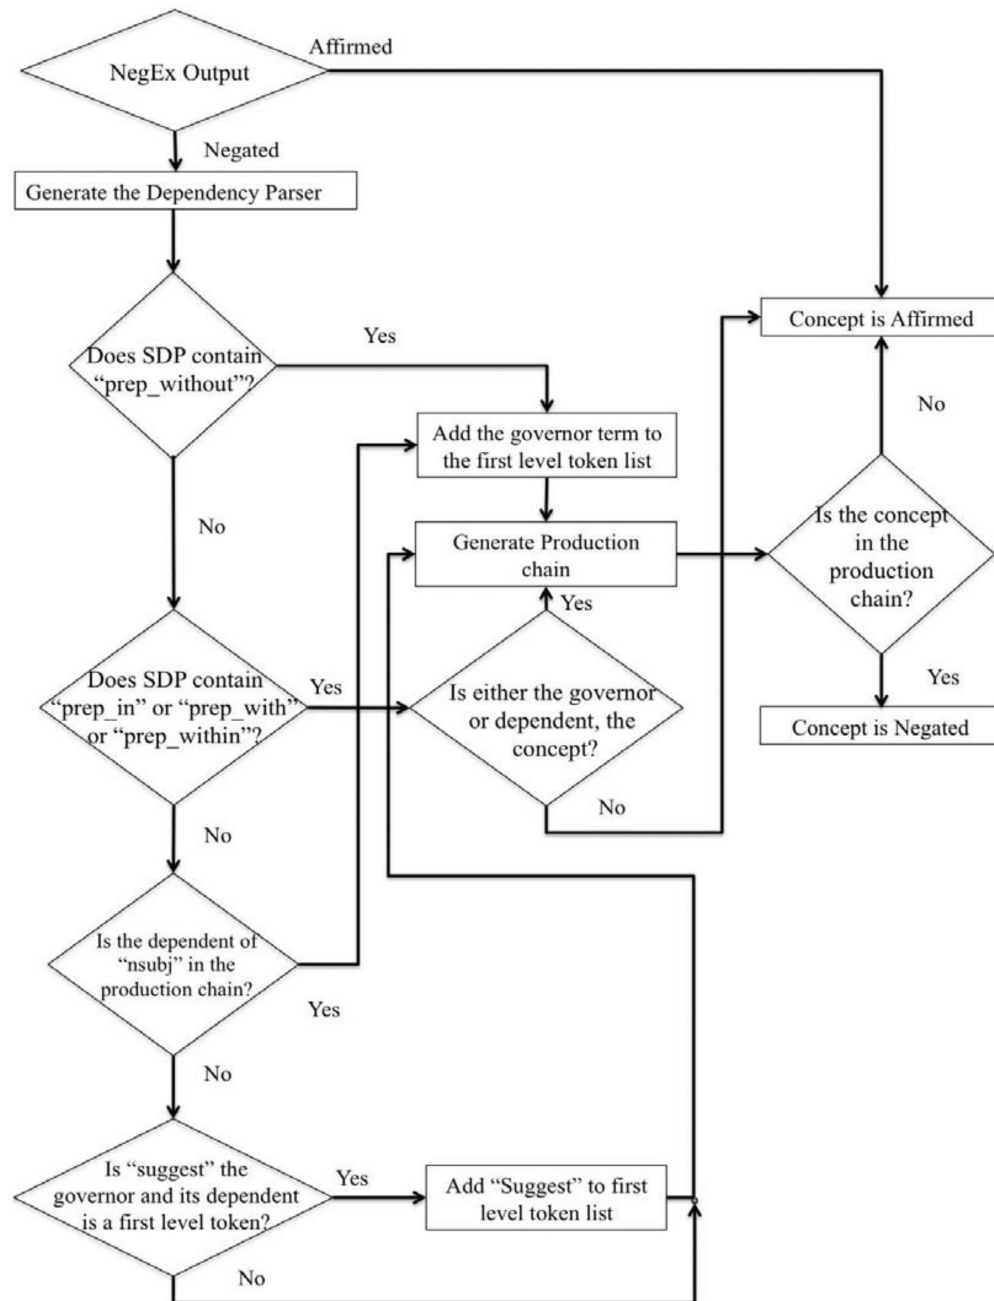 Affirmed
NegEx Output
Negated
Generate the Dependency Parser
Yes
Concept is Affirmed
Does SDP contain
“prep_without”?
No
Add the governor term to
the first level token list
No
Is the concept
in the
production
chain?
Generate Production
chain
Yes
Does SDP contain
“prep_in” or “prep_with”
or “prep_within”?
Yes
Is either the governor
or dependent, the
concept?
Yes
Concept is Negated
No
No
Is the dependent of
“nsubj” in the
production chain?
Yes
No
Is “suggest” the
governor and its dependent
is a first level token?
Yes
Add “Suggest” to first
level token list
No